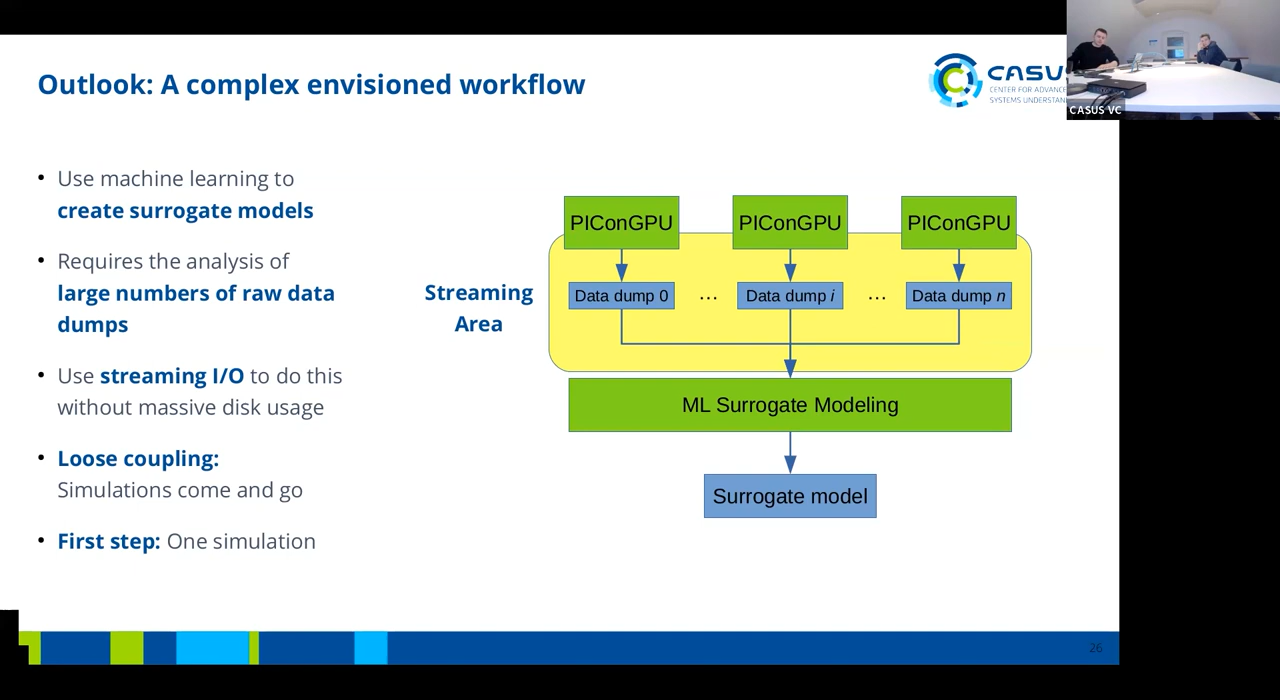 Outlook: A complex envisioned workflow
CASUS
CENTER FOR ADVANCE
SYSTEMS UNDERSTAN
CASUS VC
• Use machine learning to
create surrogate models
• Requires the analysis of
large numbers of raw data
dumps
• Use streaming I/O to do this
without massive disk usage
• Loose coupling:
Simulations come and go
• First step: One simulation
Streaming
Area
PIConGPU PIConGPU PIConGPU
Data dump 0 ... Data dump i ... Data dump n
ML Surrogate Modeling
Surrogate model
26